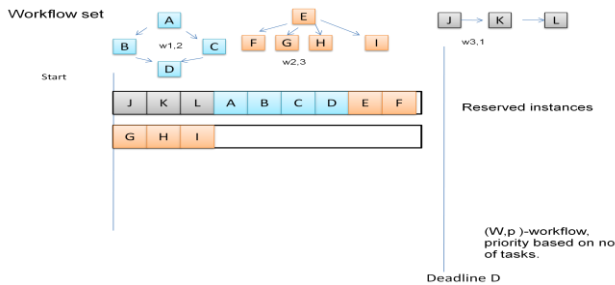 Workflow set
A
B
C
w1,2
D
E
F
G
H
I
w2,3
J
K
L
w3,1
Start
J K L A B C D E F
Reserved instances
G H I
(W,p )-workflow,
priority based on no
of tasks.
Deadline D